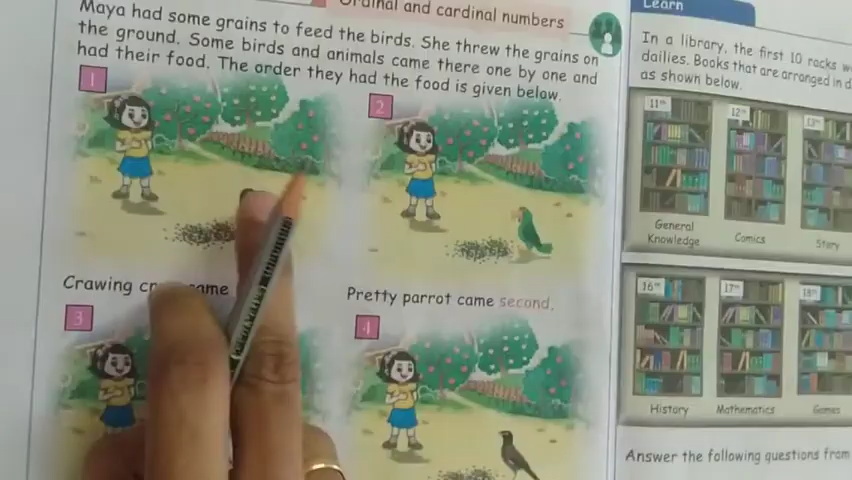 Ordinal and cardinal numbers
Maya had some grains to feed the birds. She threw the grains on
the ground. Some birds and animals came there one by one and
had their food. The order they had the food is given below.
1
2
Crawing came
Pretty parrot came second.
3
4
Learn
In a library, the first 10 racks
dailies. Books that are arranged in
as shown below.
11th
12th
13th
General
Knowledge
Comics
Story
16th
17th
18th
History
Mathematics
Games
Answer the following questions from